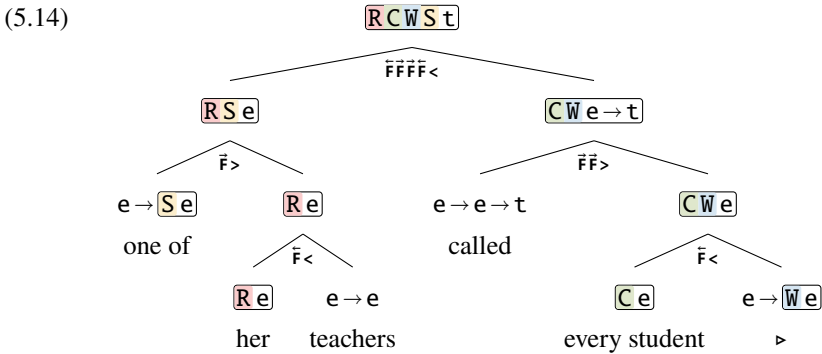 (5.14) RCWSt
F⃖F⃗F⃗F⃖<
RSe CWe→t
F⃗> F⃗F⃗>
e→Se Re e→e→t CWe
one of F⃖< called F⃖<
Re e→e Ce e→We
her teachers every student ▹